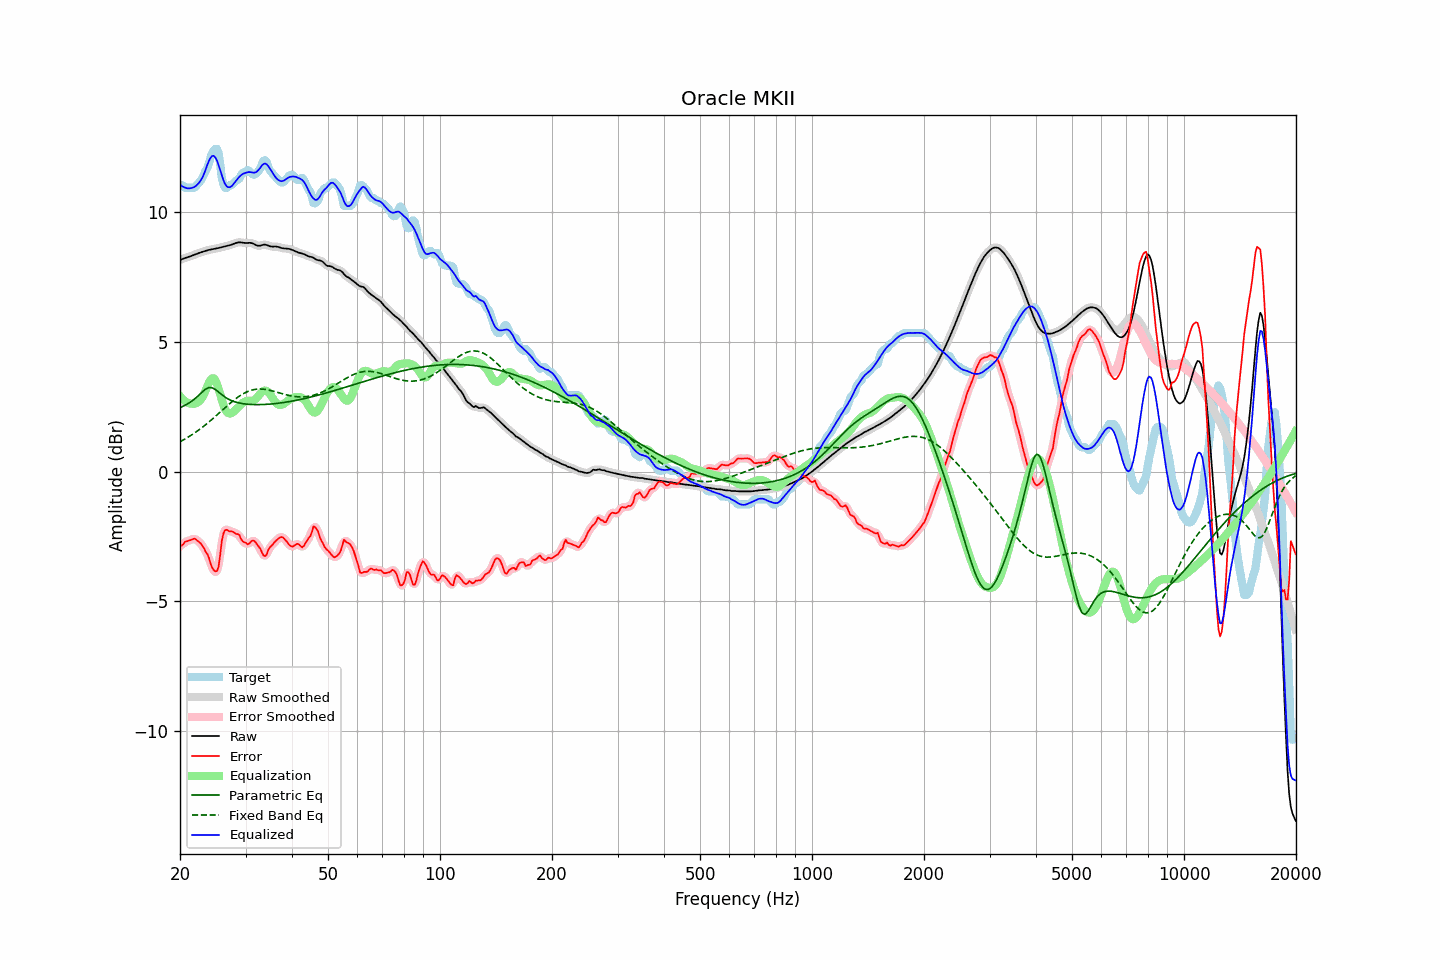 Oracle MKII
Amplitude (dBr)
10
5
0
−5
−10
Target
Raw Smoothed
Error Smoothed
Raw
Error
Equalization
Parametric Eq
Fixed Band Eq
Equalized
20 50 100 200 500 1000 2000 5000 10000 20000
Frequency (Hz)